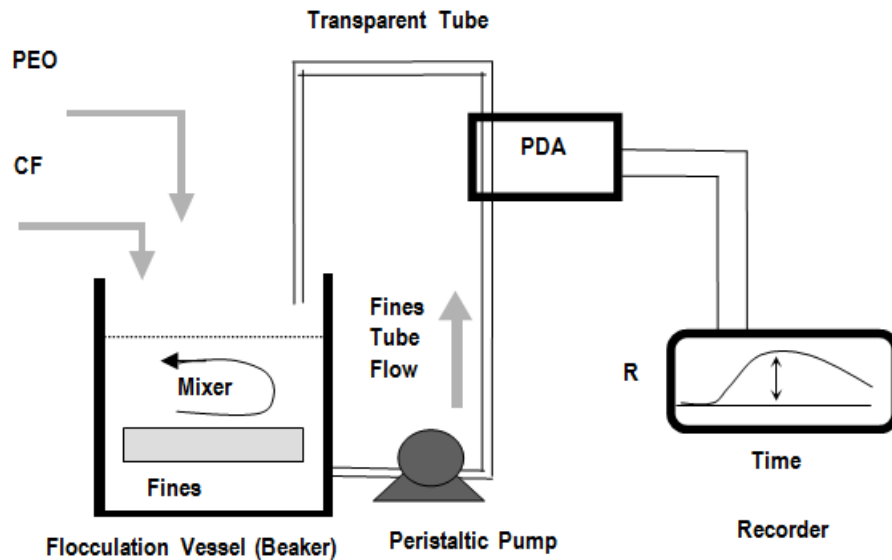 Transparent Tube
PEO
PDA
CF
Fines
Tube
Flow
Mixer
R
Fines
Time
Flocculation Vessel (Beaker)
Peristaltic Pump
Recorder